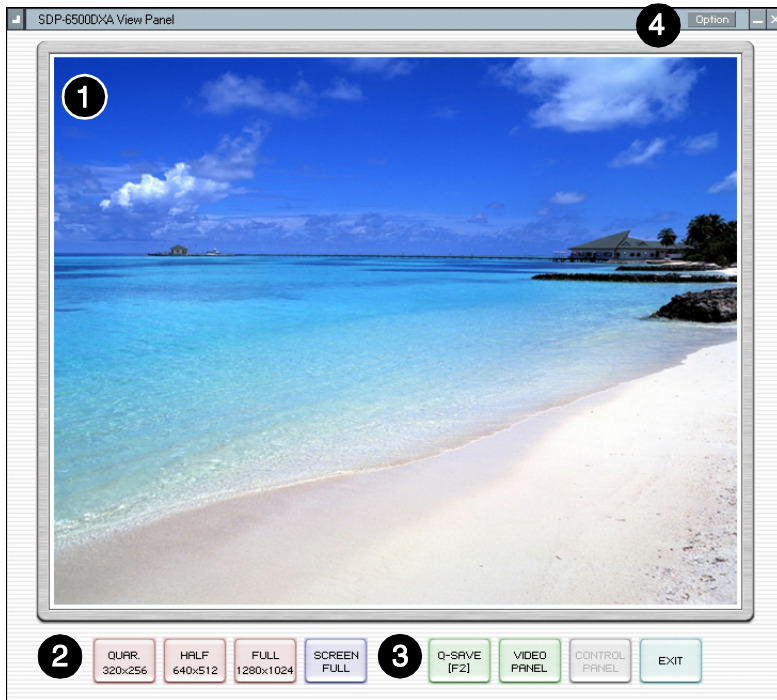 SDP-6500DXA View Panel
4
Option
1
2
QUAR.
320x256
HALF
640x512
FULL
1280x1024
SCREEN
FULL
3
Q-SAVE
[F2]
VIDEO
PANEL
CONTROL
PANEL
EXIT